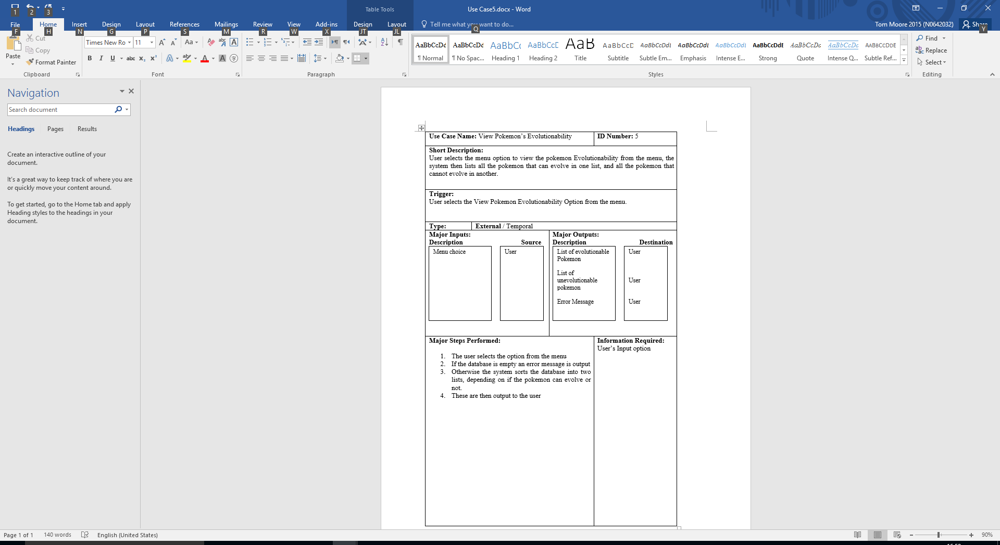 1 2 3
Table Tools
Use Case5.docx - Word
File Home Insert Design Layout References Mailings Review View Add-ins Design Layout Tell me what you want to do...
Tom Moore 2015 (N0642032) Share
F H N G P S M R W X JT JL Q Y
Paste
Cut
Copy
Format Painter
Clipboard
Times New Ro 11
Font
Paragraph
AaBbCcDc AaBbCcDc AaBbCc AaBbCcD AaB AaBbCcD AaBbCcDdl AaBbCcDdl AaBbCcDdl AaBbCcDdE AaBbCcDc AaBbCcDc AABBCCDDE
¶ Normal ¶ No Spac... Heading 1 Heading 2 Title Subtitle Subtle Em... Emphasis Intense E... Strong Quote Intense Q... Subtle Ref...
Styles
Find
Replace
Select
Editing
Navigation
Search document
Headings Pages Results
Create an interactive outline of your
document.
It's a great way to keep track of where you are
or quickly move your content around.
To get started, go to the Home tab and apply
Heading styles to the headings in your
document.
Use Case Name: View Pokemon's Evolutionability
ID Number: 5
Short Description:
User selects the menu option to view the pokemon Evolutionability from the menu, the
system then lists all the pokemon that can evolve in one list, and all the pokemon that
cannot evolve in another.
Trigger:
User selects the View Pokemon Evolutionability Option from the menu.
Type: External / Temporal
Major Inputs:
Description Source
Menu choice User
Major Outputs:
Description Destination
List of evolutionable User
Pokemon
List of
unevolutionable User
pokemon
Error Message User
Major Steps Performed:
1. The user selects the option from the menu
2. If the database is empty an error message is output
3. Otherwise the system sorts the database into two
lists, depending on if the pokemon can evolve or
not.
4. These are then output to the user
Information Required:
User's Input option
Page 1 of 1 140 words English (United States) 90%